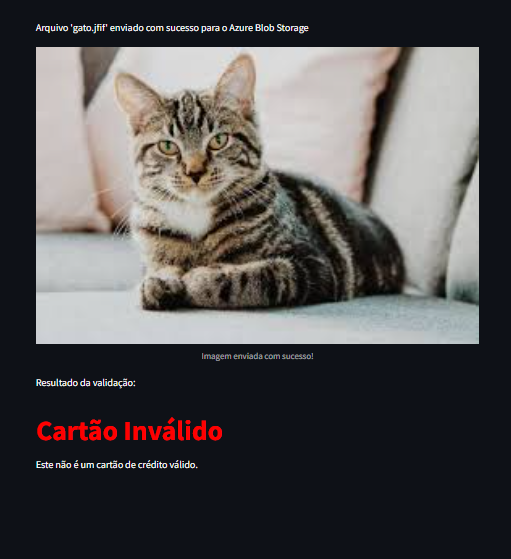 Arquivo 'gato.jfif' enviado com sucesso para o Azure Blob Storage
Imagem enviada com sucesso!
Resultado da validação:
Cartão Inválido
Este não é um cartão de crédito válido.